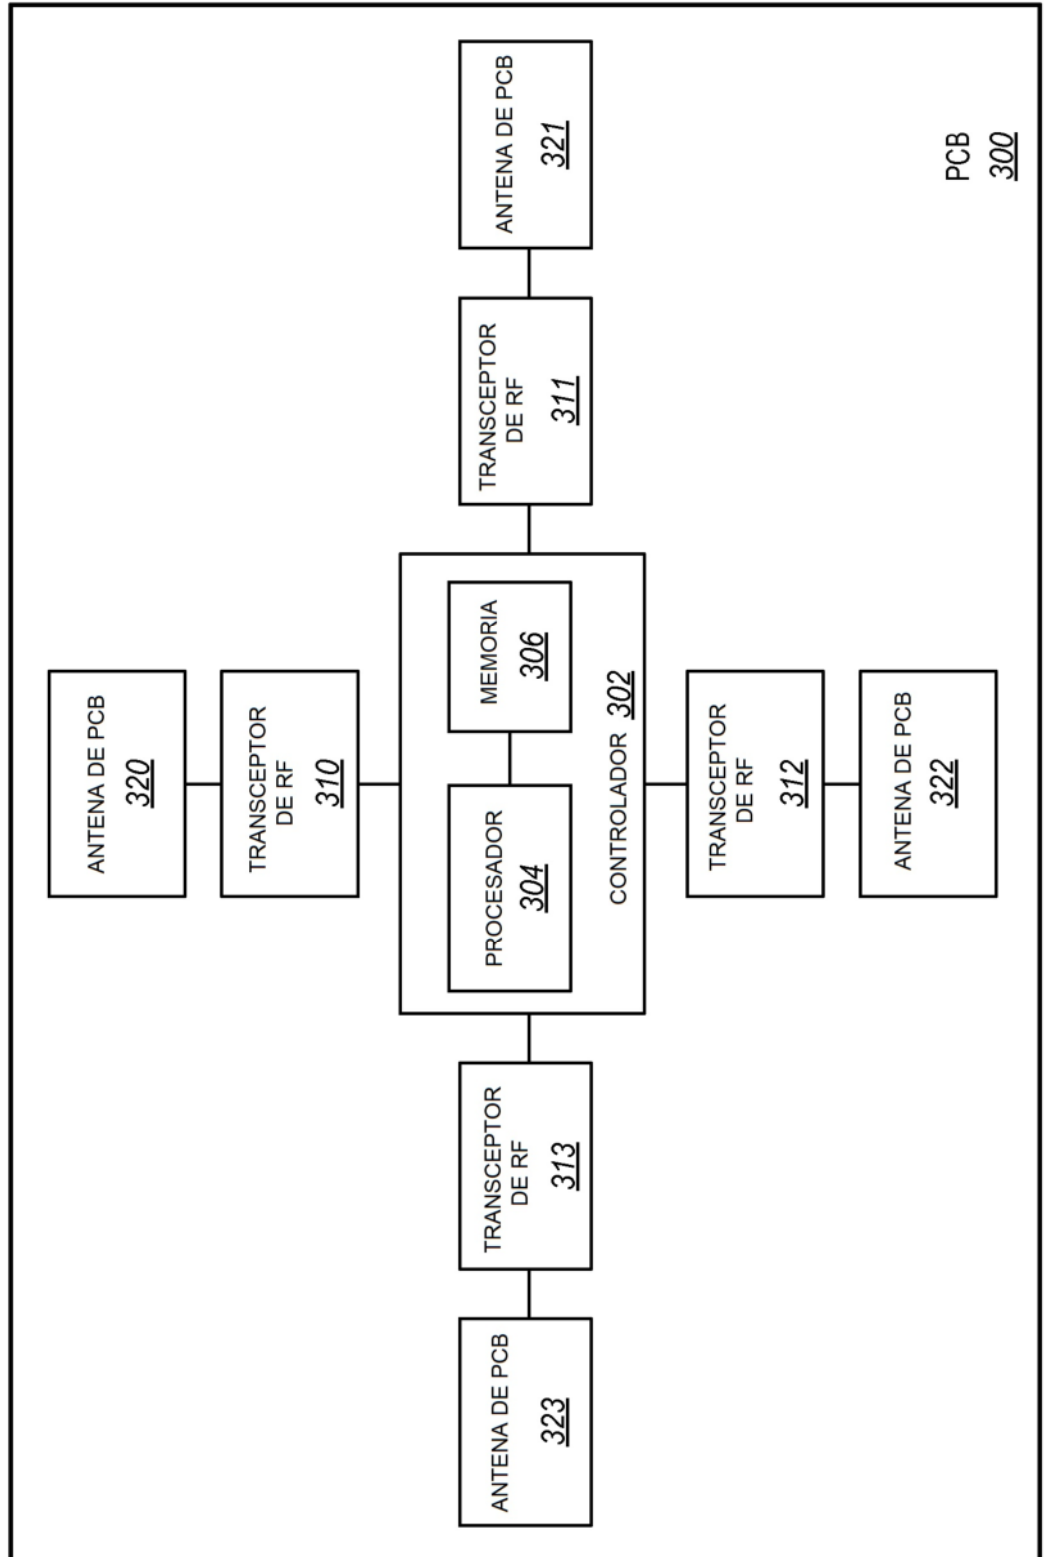 ANTENA DE PCB
320
TRANSCEPTOR
DE RF
310
ANTENA DE PCB
323
TRANSCEPTOR
DE RF
313
PROCESADOR
304
MEMORIA
306
CONTROLADOR 302
TRANSCEPTOR
DE RF
311
ANTENA DE PCB
321
TRANSCEPTOR
DE RF
312
ANTENA DE PCB
322
PCB
300